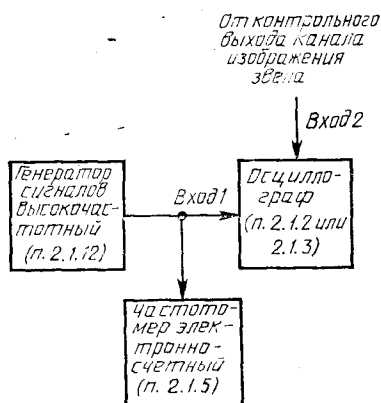 От контрольного
выхода канала
изображения
звена
Вход 2
Генератор
сигналов
высокочас-
тотный
(п. 2.1.12)
Вход 1
Осцилло-
граф
(п. 2.1.2 или
2.1.3)
Частото-
мер элек-
тронно-
счетный
(п. 2.1.5)